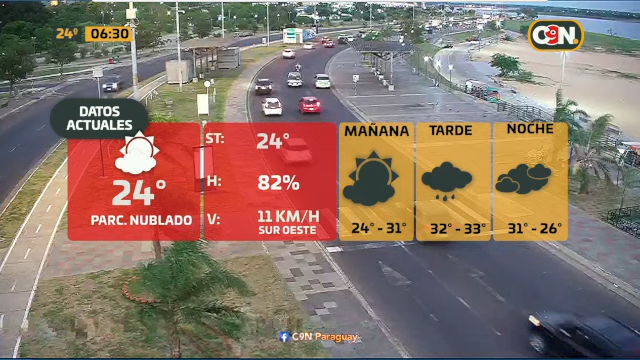 24º 06:30
C9N
DATOS
ACTUALES
24°
PARC. NUBLADO
ST: 24°
H: 82%
V: 11 KM/H
SUR OESTE
MAÑANA
24° - 31°
TARDE
32° - 33°
NOCHE
31° - 26°
C9N Paraguay